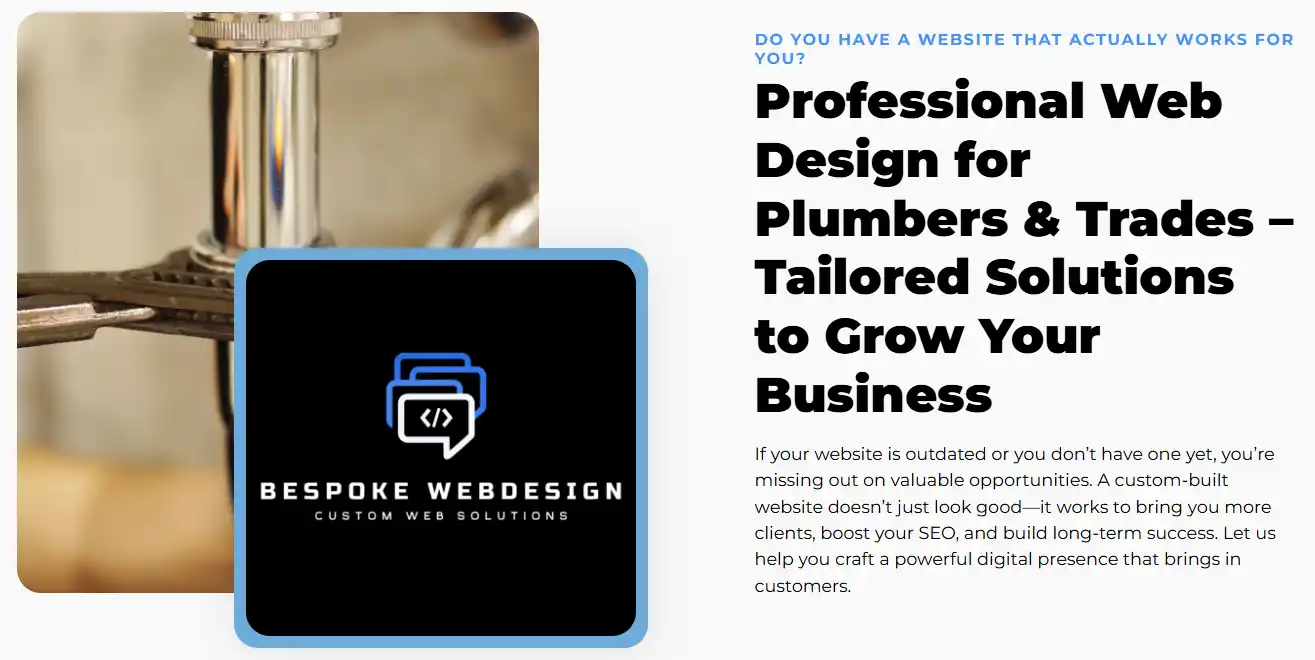 DO YOU HAVE A WEBSITE THAT ACTUALLY WORKS FOR
YOU?
Professional Web
Design for
Plumbers & Trades –
Tailored Solutions
to Grow Your
Business
If your website is outdated or you don’t have one yet, you’re
missing out on valuable opportunities. A custom-built
website doesn’t just look good—it works to bring you more
clients, boost your SEO, and build long-term success. Let us
help you craft a powerful digital presence that brings in
customers.
</>
BESPOKE WEBDESIGN
CUSTOM WEB SOLUTIONS